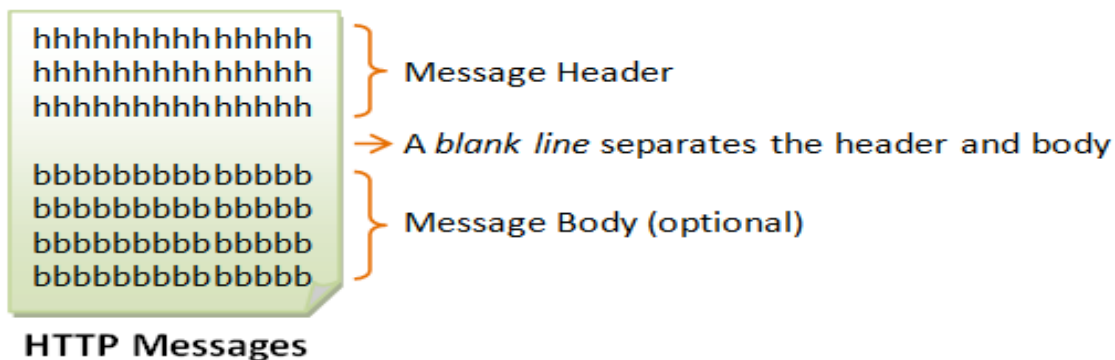 hhhhhhhhhhhhhh
hhhhhhhhhhhhhh
hhhhhhhhhhhhhh
Message Header
A blank line separates the header and body
bbbbbbbbbbbbbb
bbbbbbbbbbbbbb
bbbbbbbbbbbbbb
bbbbbbbbbbbbbb
Message Body (optional)
HTTP Messages